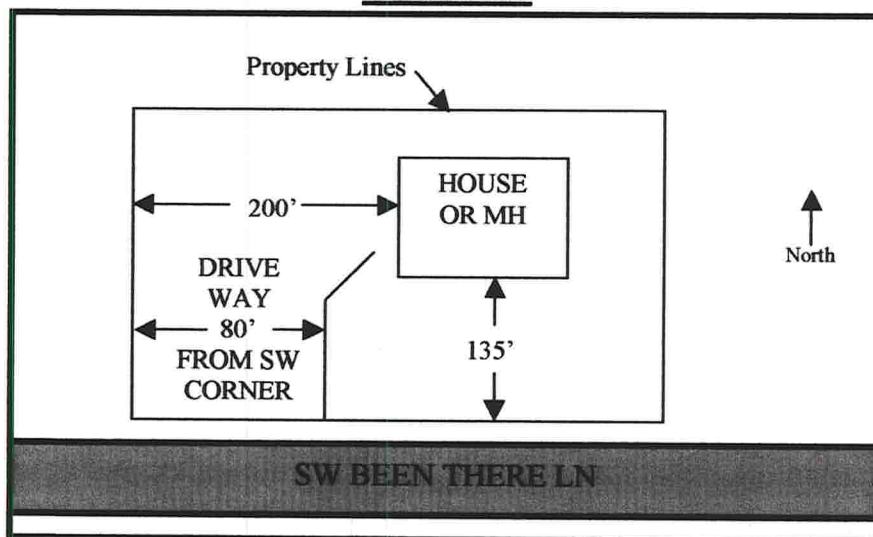 Property Lines
HOUSE
OR MH
200’
North
DRIVE
WAY
80’
FROM SW
CORNER
135’
SW BEEN THERE LN